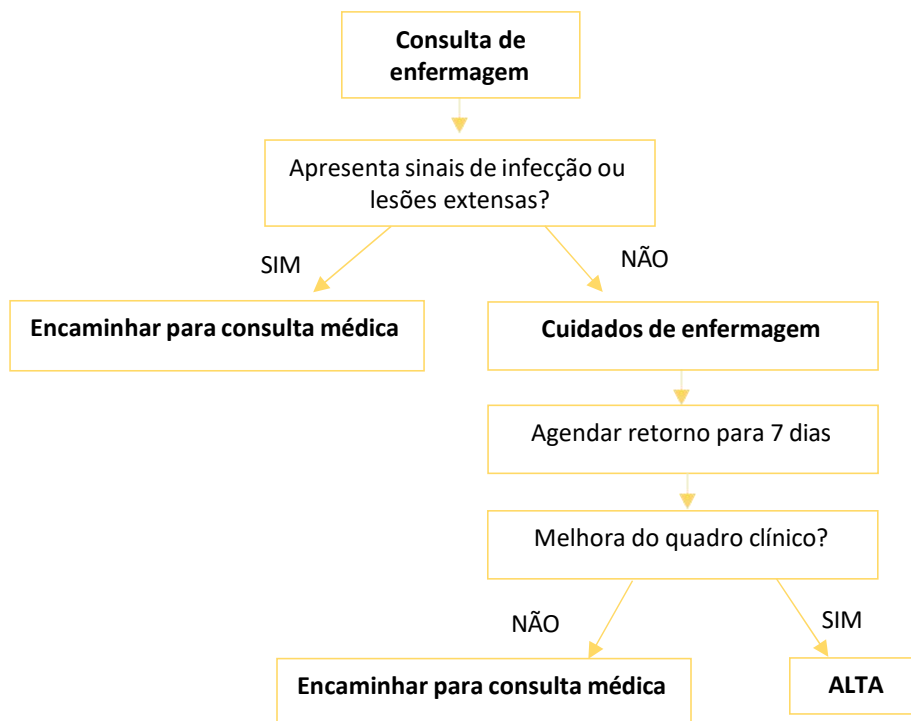 Consulta de
enfermagem
Apresenta sinais de infecção ou
lesões extensas?
SIM
NÃO
Encaminhar para consulta médica
Cuidados de enfermagem
Agendar retorno para 7 dias
Melhora do quadro clínico?
NÃO
SIM
Encaminhar para consulta médica
ALTA